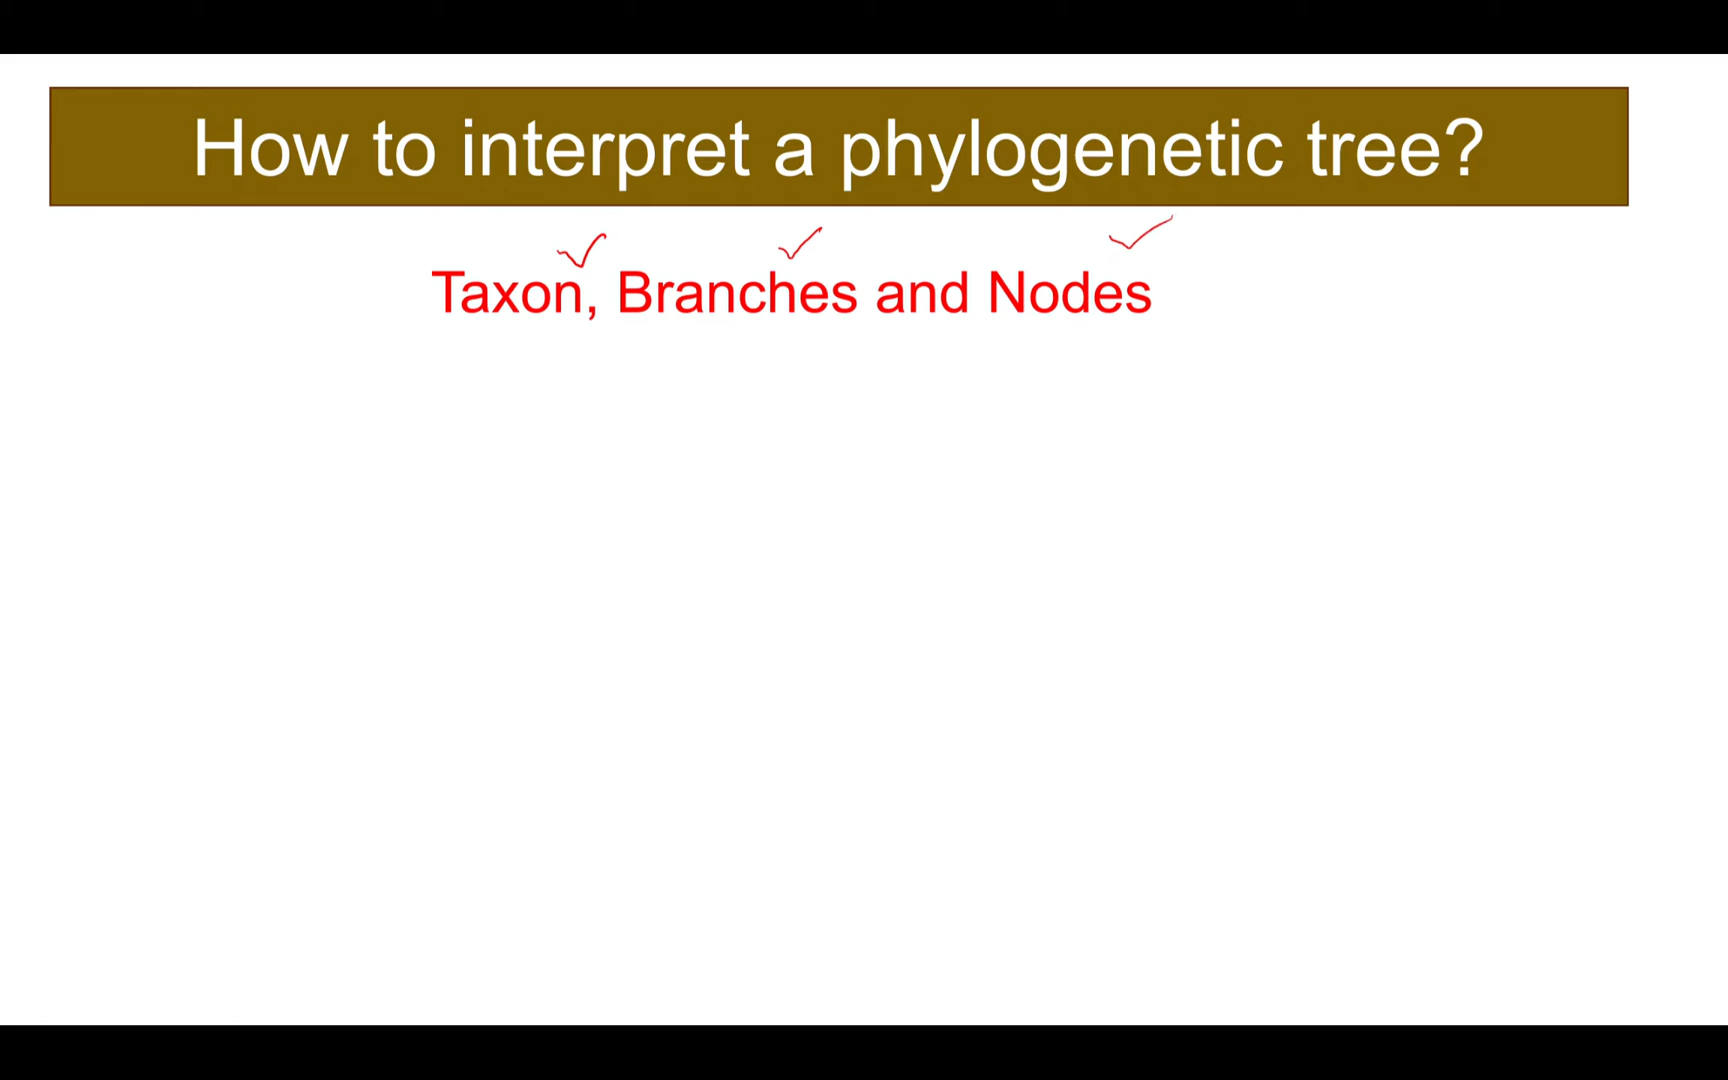 How to interpret a phylogenetic tree?
Taxon, Branches and Nodes